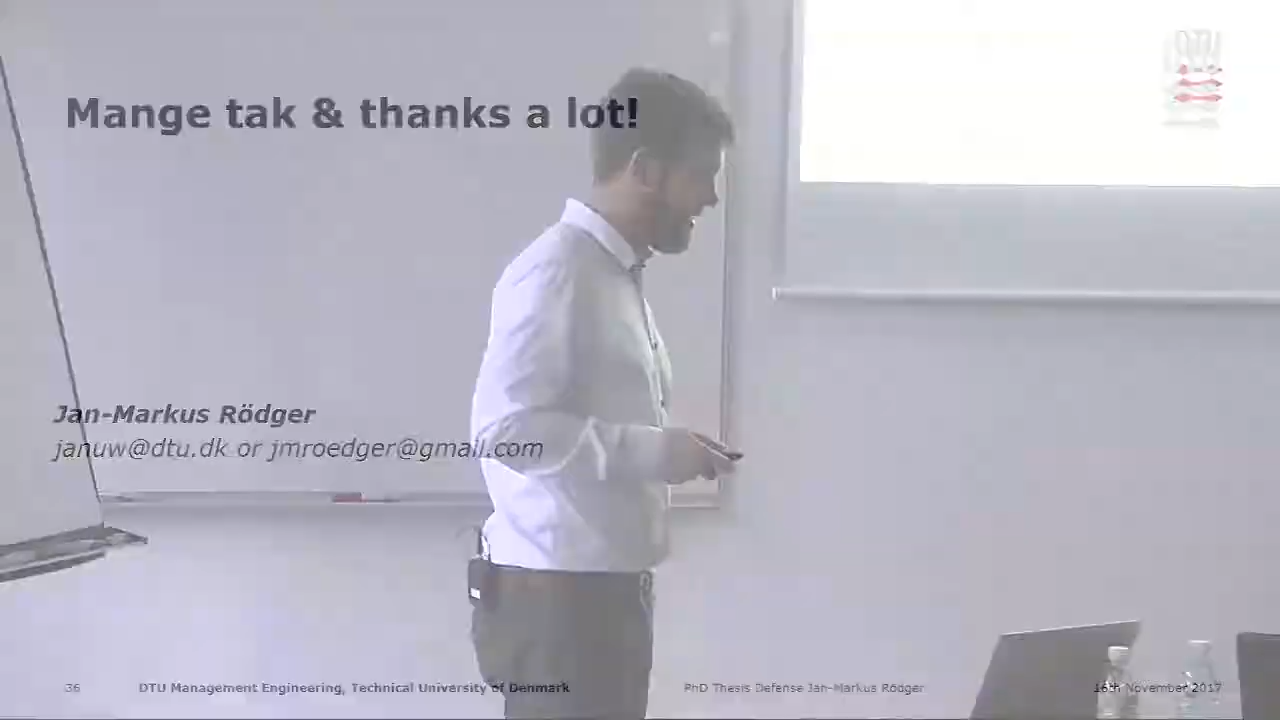 DTU
Mange tak & thanks a lot!
Jan-Markus Rödger
januw@dtu.dk or jmroedger@gmail.com
36 DTU Management Engineering, Technical University of Denmark PhD Thesis Defense Jan-Markus Rödger 16th November 2017